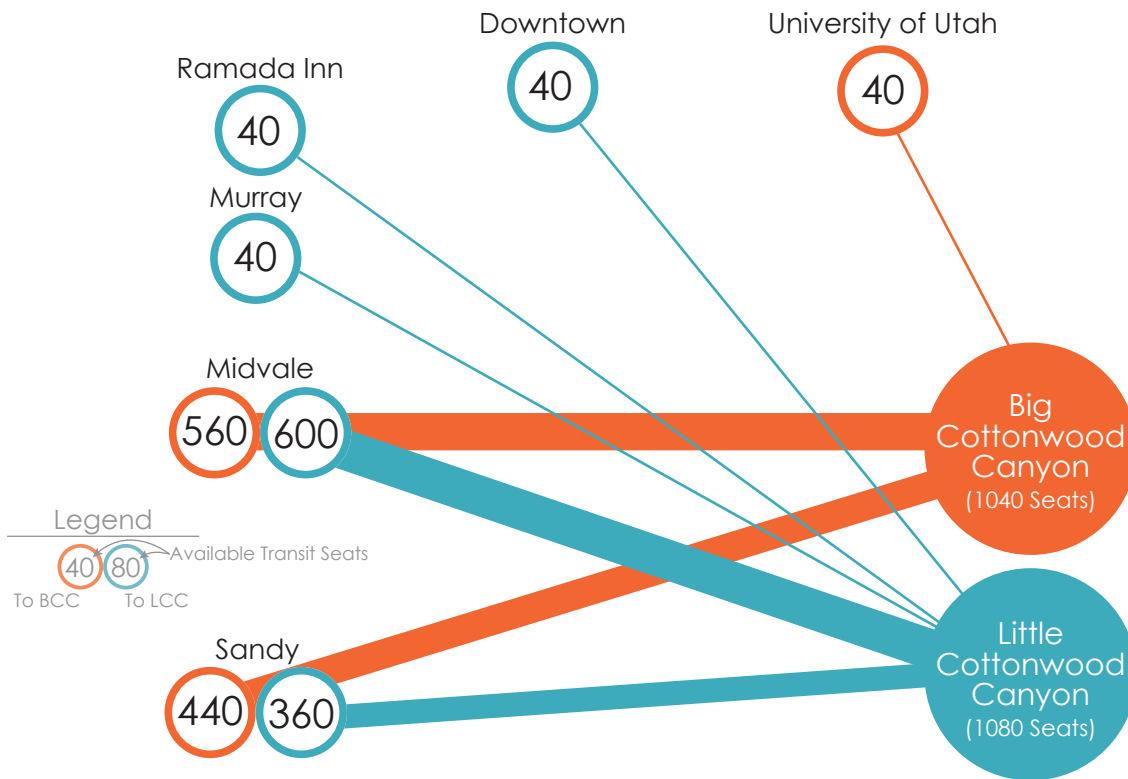 Downtown
University of Utah
40
40
Ramada Inn
40
Murray
40
Midvale
560
600
Big
Cottonwood
Canyon
(1040 Seats)
Legend
40
80
Available Transit Seats
To BCC
To LCC
Sandy
440
360
Little
Cottonwood
Canyon
(1080 Seats)